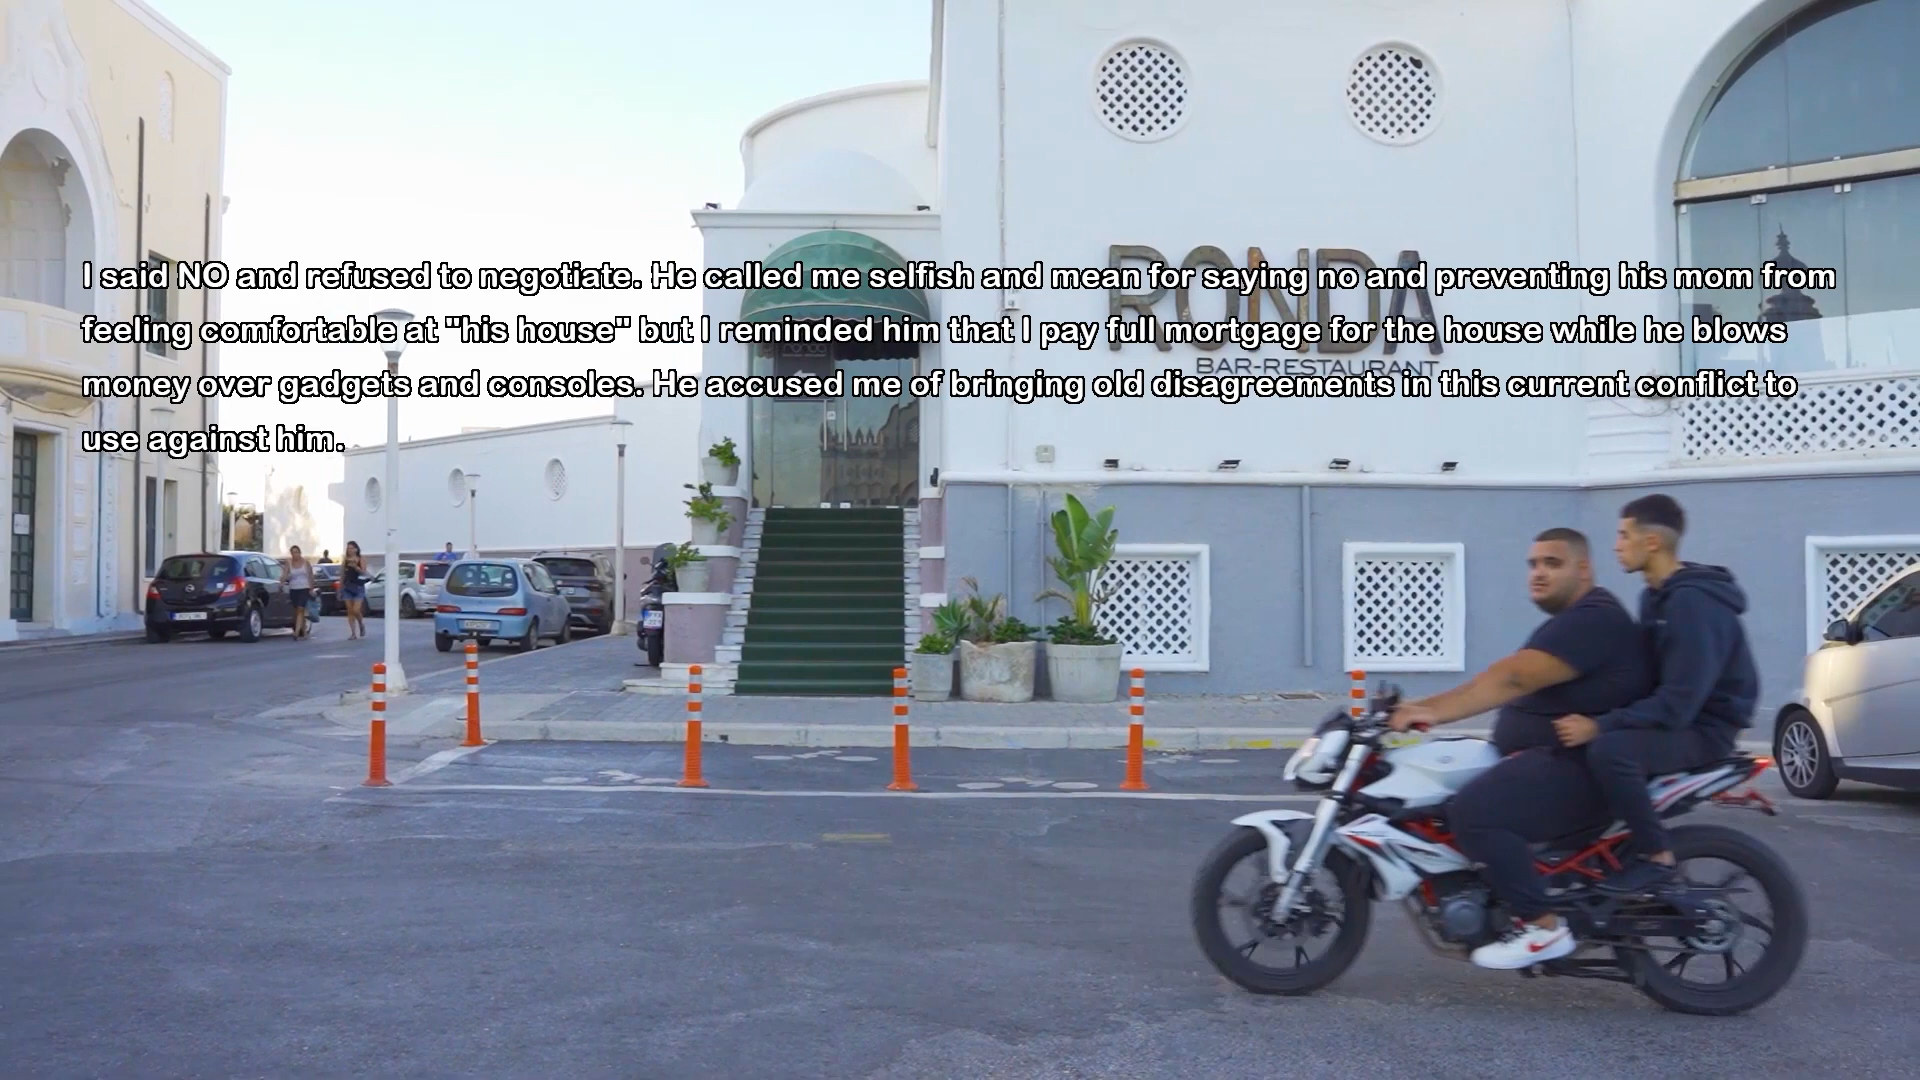 I said NO and refused to negotiate. He called me selfish and mean for saying no and preventing his mom from
feeling comfortable at "his house" but I reminded him that I pay full mortgage for the house while he blows
money over gadgets and consoles. He accused me of bringing old disagreements in this current conflict to
use against him.
RONDA
BAR-RESTAURANT